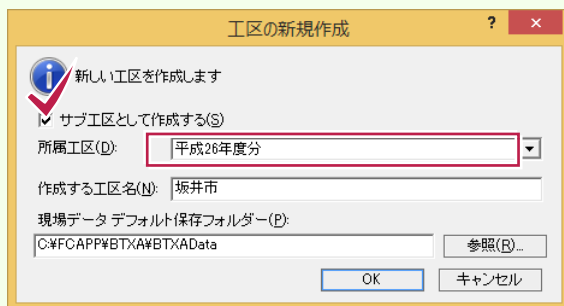 工区の新規作成
? ×
新しい工区を作成します
サブ工区として作成する(S)
所属工区(D): 平成26年度分
作成する工区名(N): 坂井市
現場データ デフォルト保存フォルダー(P):
C:¥FCAPP¥BTXA¥BTXAData 参照(R)...
OK キャンセル